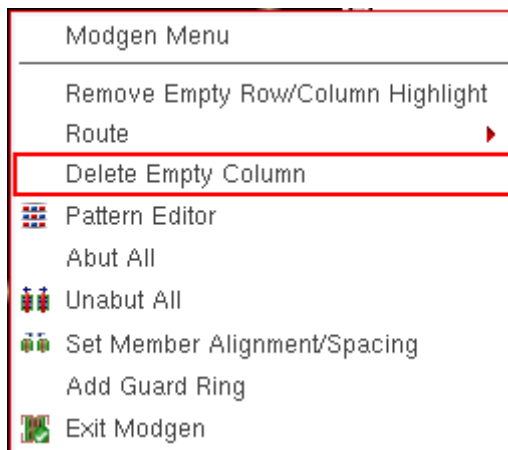 Modgen Menu
Remove Empty Row/Column Highlight
Route
Delete Empty Column
Pattern Editor
Abut All
Unabut All
Set Member Alignment/Spacing
Add Guard Ring
Exit Modgen